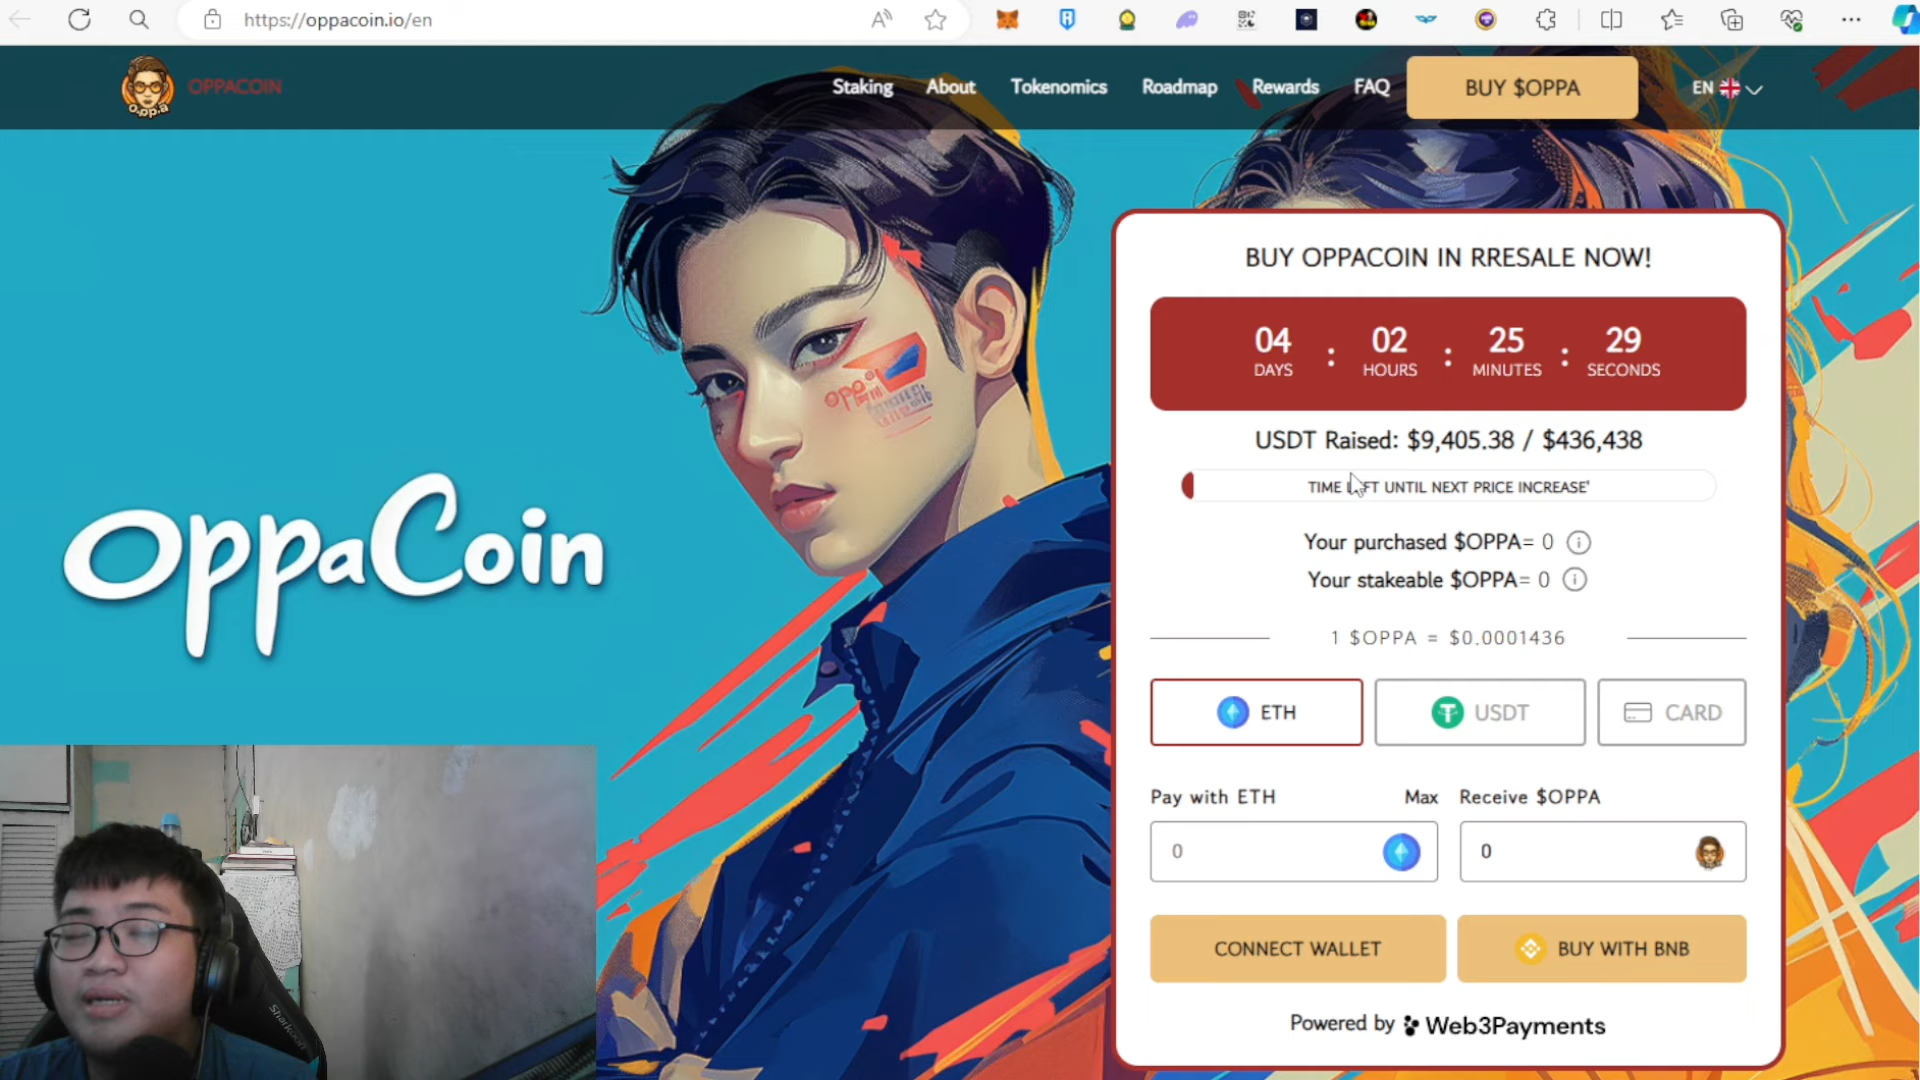 https://oppacoin.io/en
OPPACOIN
Staking
About
Tokenomics
Roadmap
Rewards
FAQ
BUY $OPPA
EN
o.pp.a
OppaCoin
BUY OPPACOIN IN RRESALE NOW!
04 : 02 : 25 : 29
DAYS HOURS MINUTES SECONDS
USDT Raised: $9,405.38 / $436,438
TIME LEFT UNTIL NEXT PRICE INCREASE'
Your purchased $OPPA= 0
Your stakeable $OPPA= 0
1 $OPPA = $0.0001436
ETH
USDT
CARD
Pay with ETH
Max
Receive $OPPA
0
0
CONNECT WALLET
BUY WITH BNB
Powered by Web3Payments